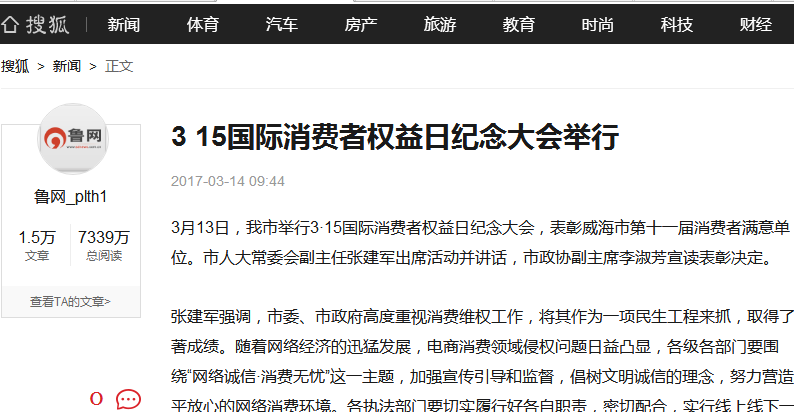 搜狐 新闻 体育 汽车 房产 旅游 教育 时尚 科技 财经
搜狐 > 新闻 > 正文
鲁网
鲁网_plth1
1.5万 7339万
文章 总阅读
查看TA的文章>
3 15国际消费者权益日纪念大会举行
2017-03-14 09:44
3月13日，我市举行3·15国际消费者权益日纪念大会，表彰威海市第十一届消费者满意单
位。市人大常委会副主任张建军出席活动并讲话，市政协副主席李淑芳宣读表彰决定。
张建军强调，市委、市政府高度重视消费维权工作，将其作为一项民生工程来抓，取得了
著成绩。随着网络经济的迅猛发展，电商消费领域侵权问题日益凸显，各级各部门要围
绕“网络诚信·消费无忧”这一主题，加强宣传引导和监督，倡树文明诚信的理念，努力营造
平放心的网络消费环境。各执法部门要切实履行好各自职责，密切配合，实行线上线下一
0